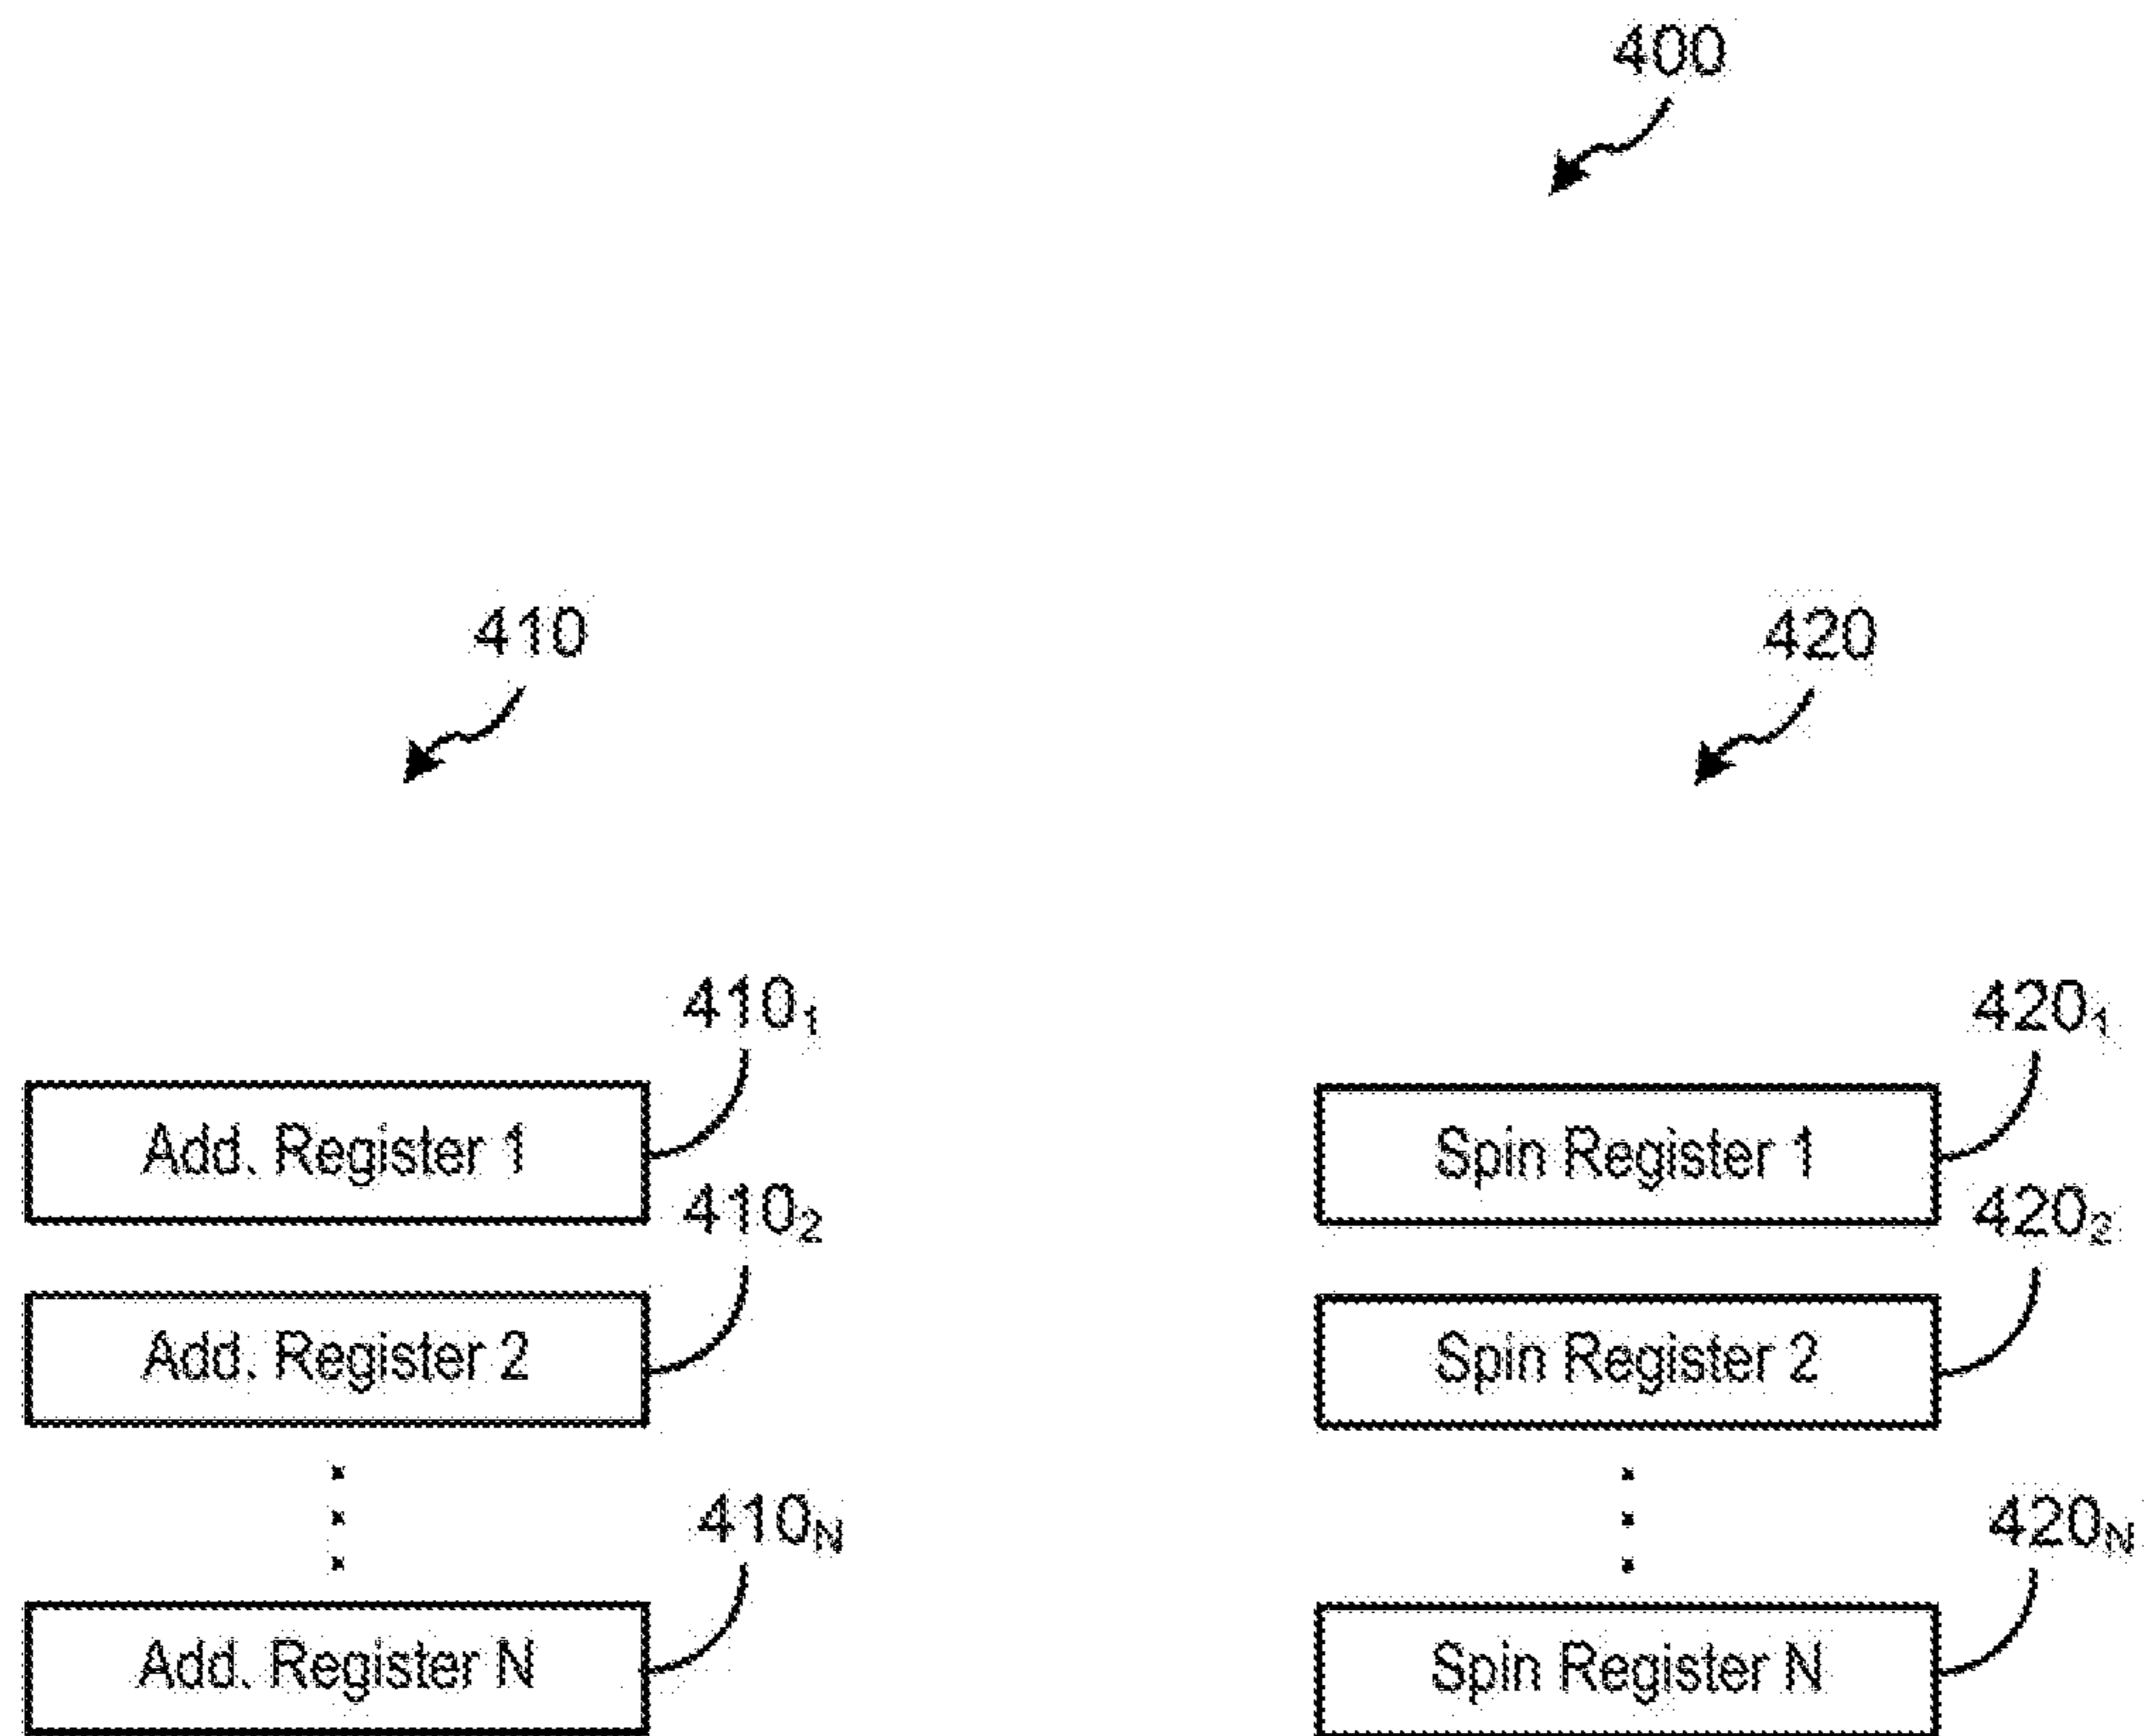 400
410
420
410₁
420₁
Add. Register 1
Spin Register 1
410₂
420₂
Add. Register 2
Spin Register 2
410N
420N
Add. Register N
Spin Register N